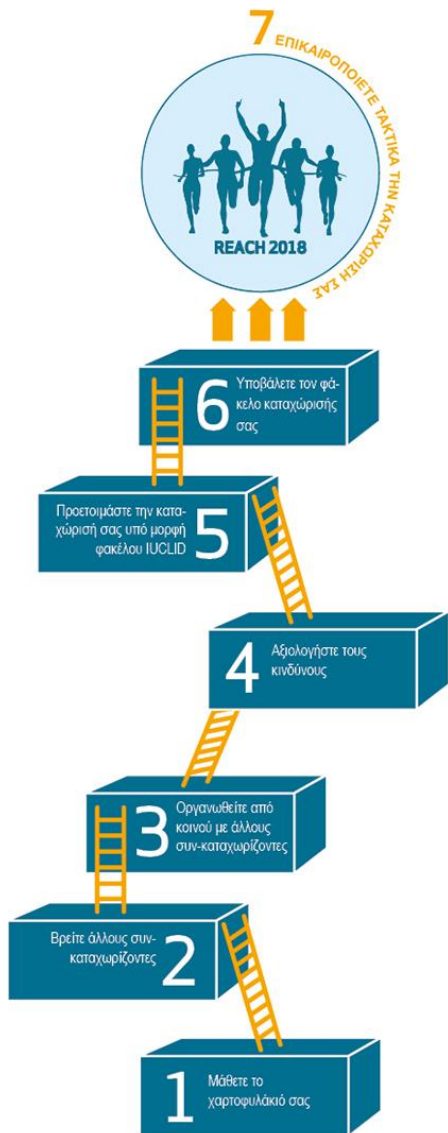 7 ΕΠΙΚΑΙΡΟΠΟΙΕΙΤΕ ΤΑΚΤΙΚΑ ΤΗΝ ΚΑΤΑΧΩΡΙΣΗ ΣΑΣ
REACH 2018
6
Υποβάλετε τον φά-
κελο καταχώρισής
σας
Προετοιμάστε την κατα-
χώρισή σας υπό μορφή
φακέλου IUCLID
5
4
Αξιολογήστε τους
κινδύνους
3
Οργανωθείτε από
κοινού με άλλους
συν-καταχωρίζοντες
Βρείτε άλλους συν-
καταχωρίζοντες
2
1
Μάθετε το
χαρτοφυλάκιό σας